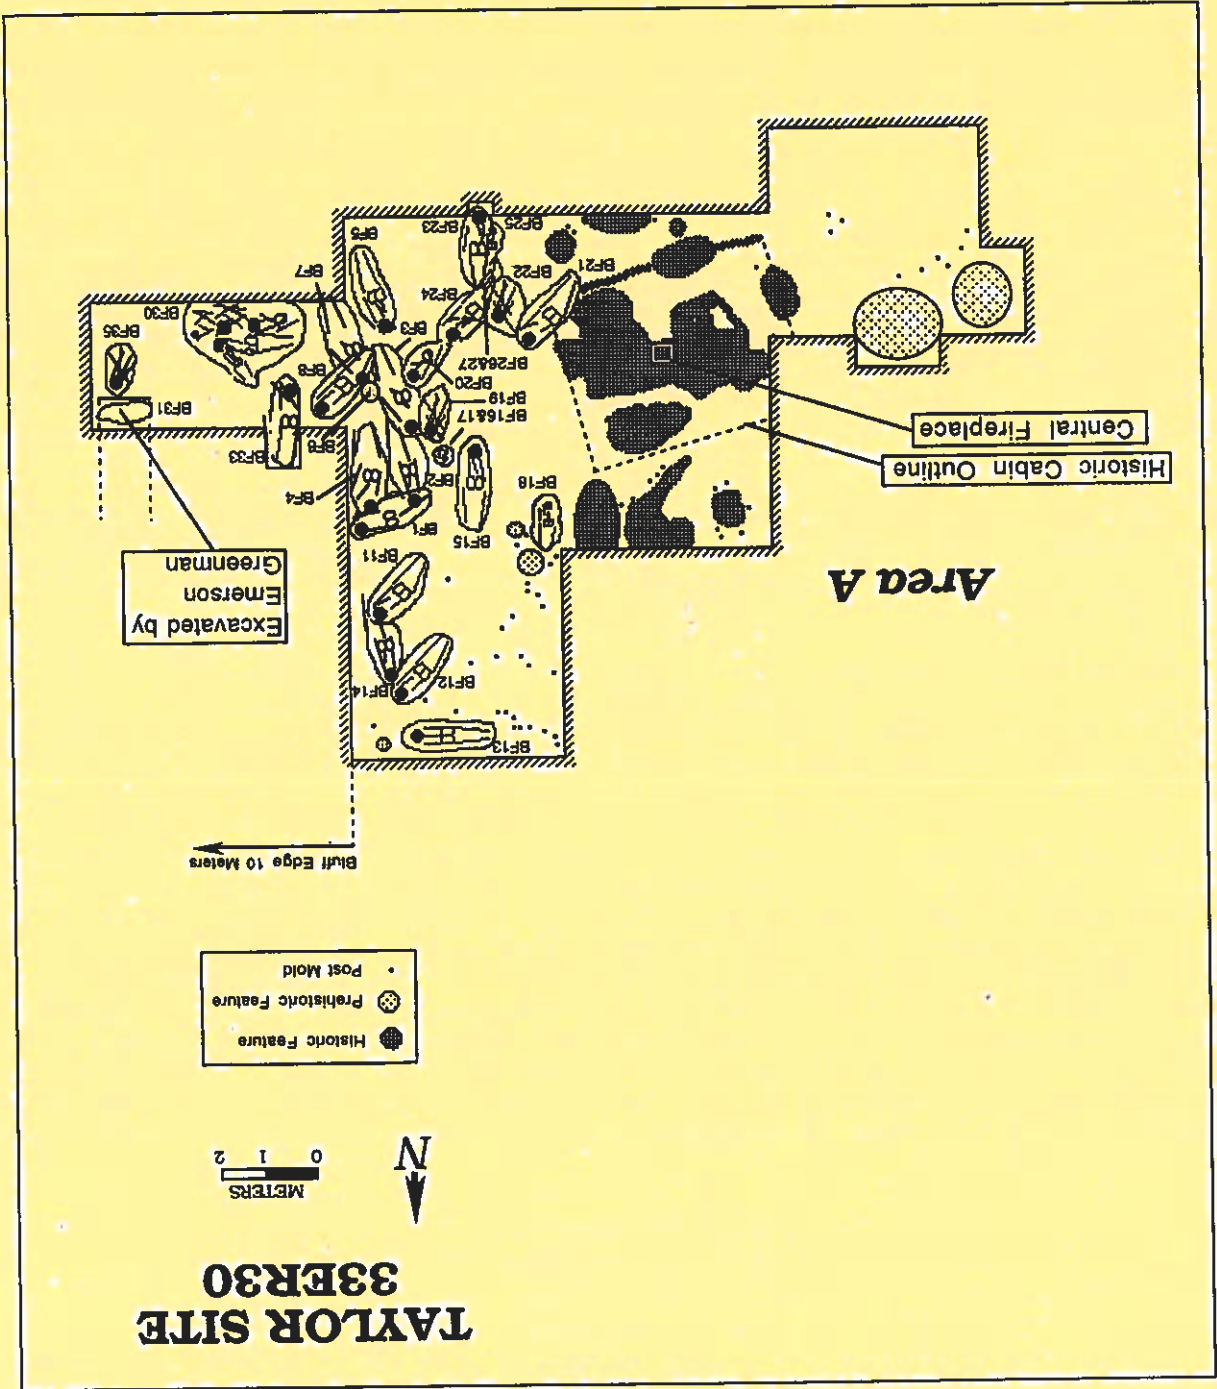 TAYLOR SITE
33ER30
N
METERS
0 1 2
Historic Feature
Prehistoric Feature
Post Mold
Bluff Edge 10 Meters
BF13
BF14
BF12
Excavated by
Emerson
Greenman
Area A
BF11
BF15
BF1
BF18
BF4
BF2
Historic Cabin Outline
BF33
Central Fireplace
BF16&17
BF31
BF19
BF20
BF8
BF26&27
BF35
BF3
BF30
BF24
BF22
BF7
BF21
BF5
BF25
BF23